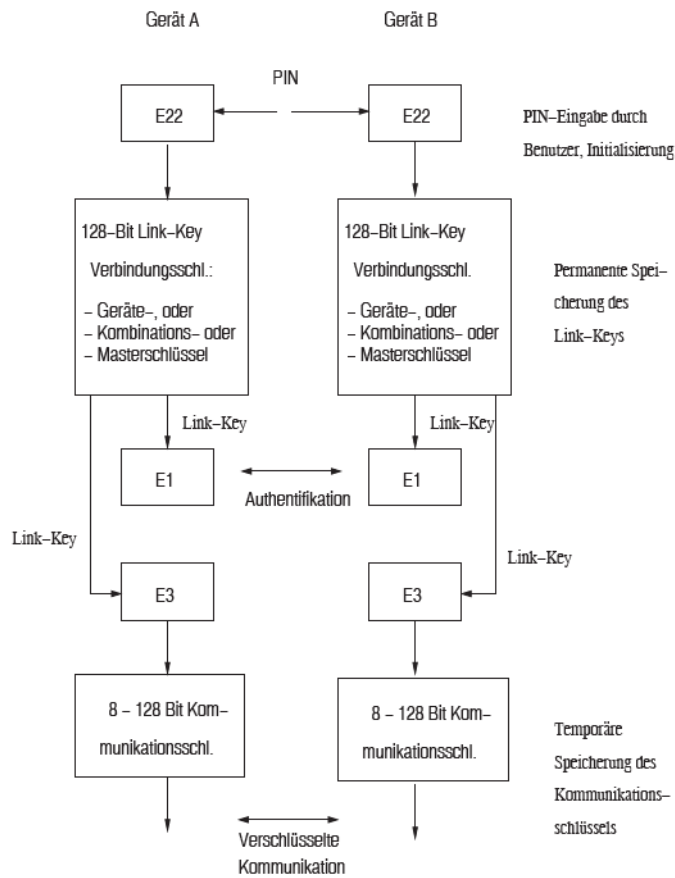 Gerät A
Gerät B
PIN
E22
E22
PIN–Eingabe durch
Benutzer, Initialisierung
128–Bit Link–Key
Verbindungsschl.:
– Geräte–, oder
– Kombinations– oder
– Masterschlüssel
128–Bit Link–Key
Verbindungsschl.
– Geräte–, oder
– Kombinations– oder
– Masterschlüssel
Permanente Spei–
cherung des
Link–Keys
Link–Key
Link–Key
E1
E1
Authentifikation
Link–Key
Link–Key
E3
E3
8 – 128 Bit Kom–
munikationsschl.
8 – 128 Bit Kom–
munikationsschl.
Temporäre
Speicherung des
Kommunikations–
schlüssels
Verschlüsselte
Kommunikation